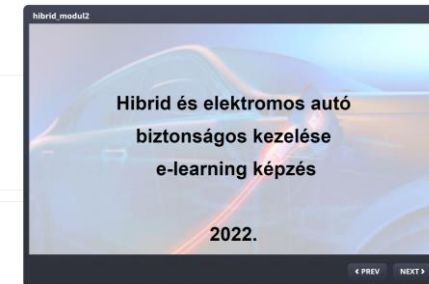 hibrid_modul2
Hibrid és elektromos autó
biztonságos kezelése
e-learning képzés
2022.
< PREV NEXT >